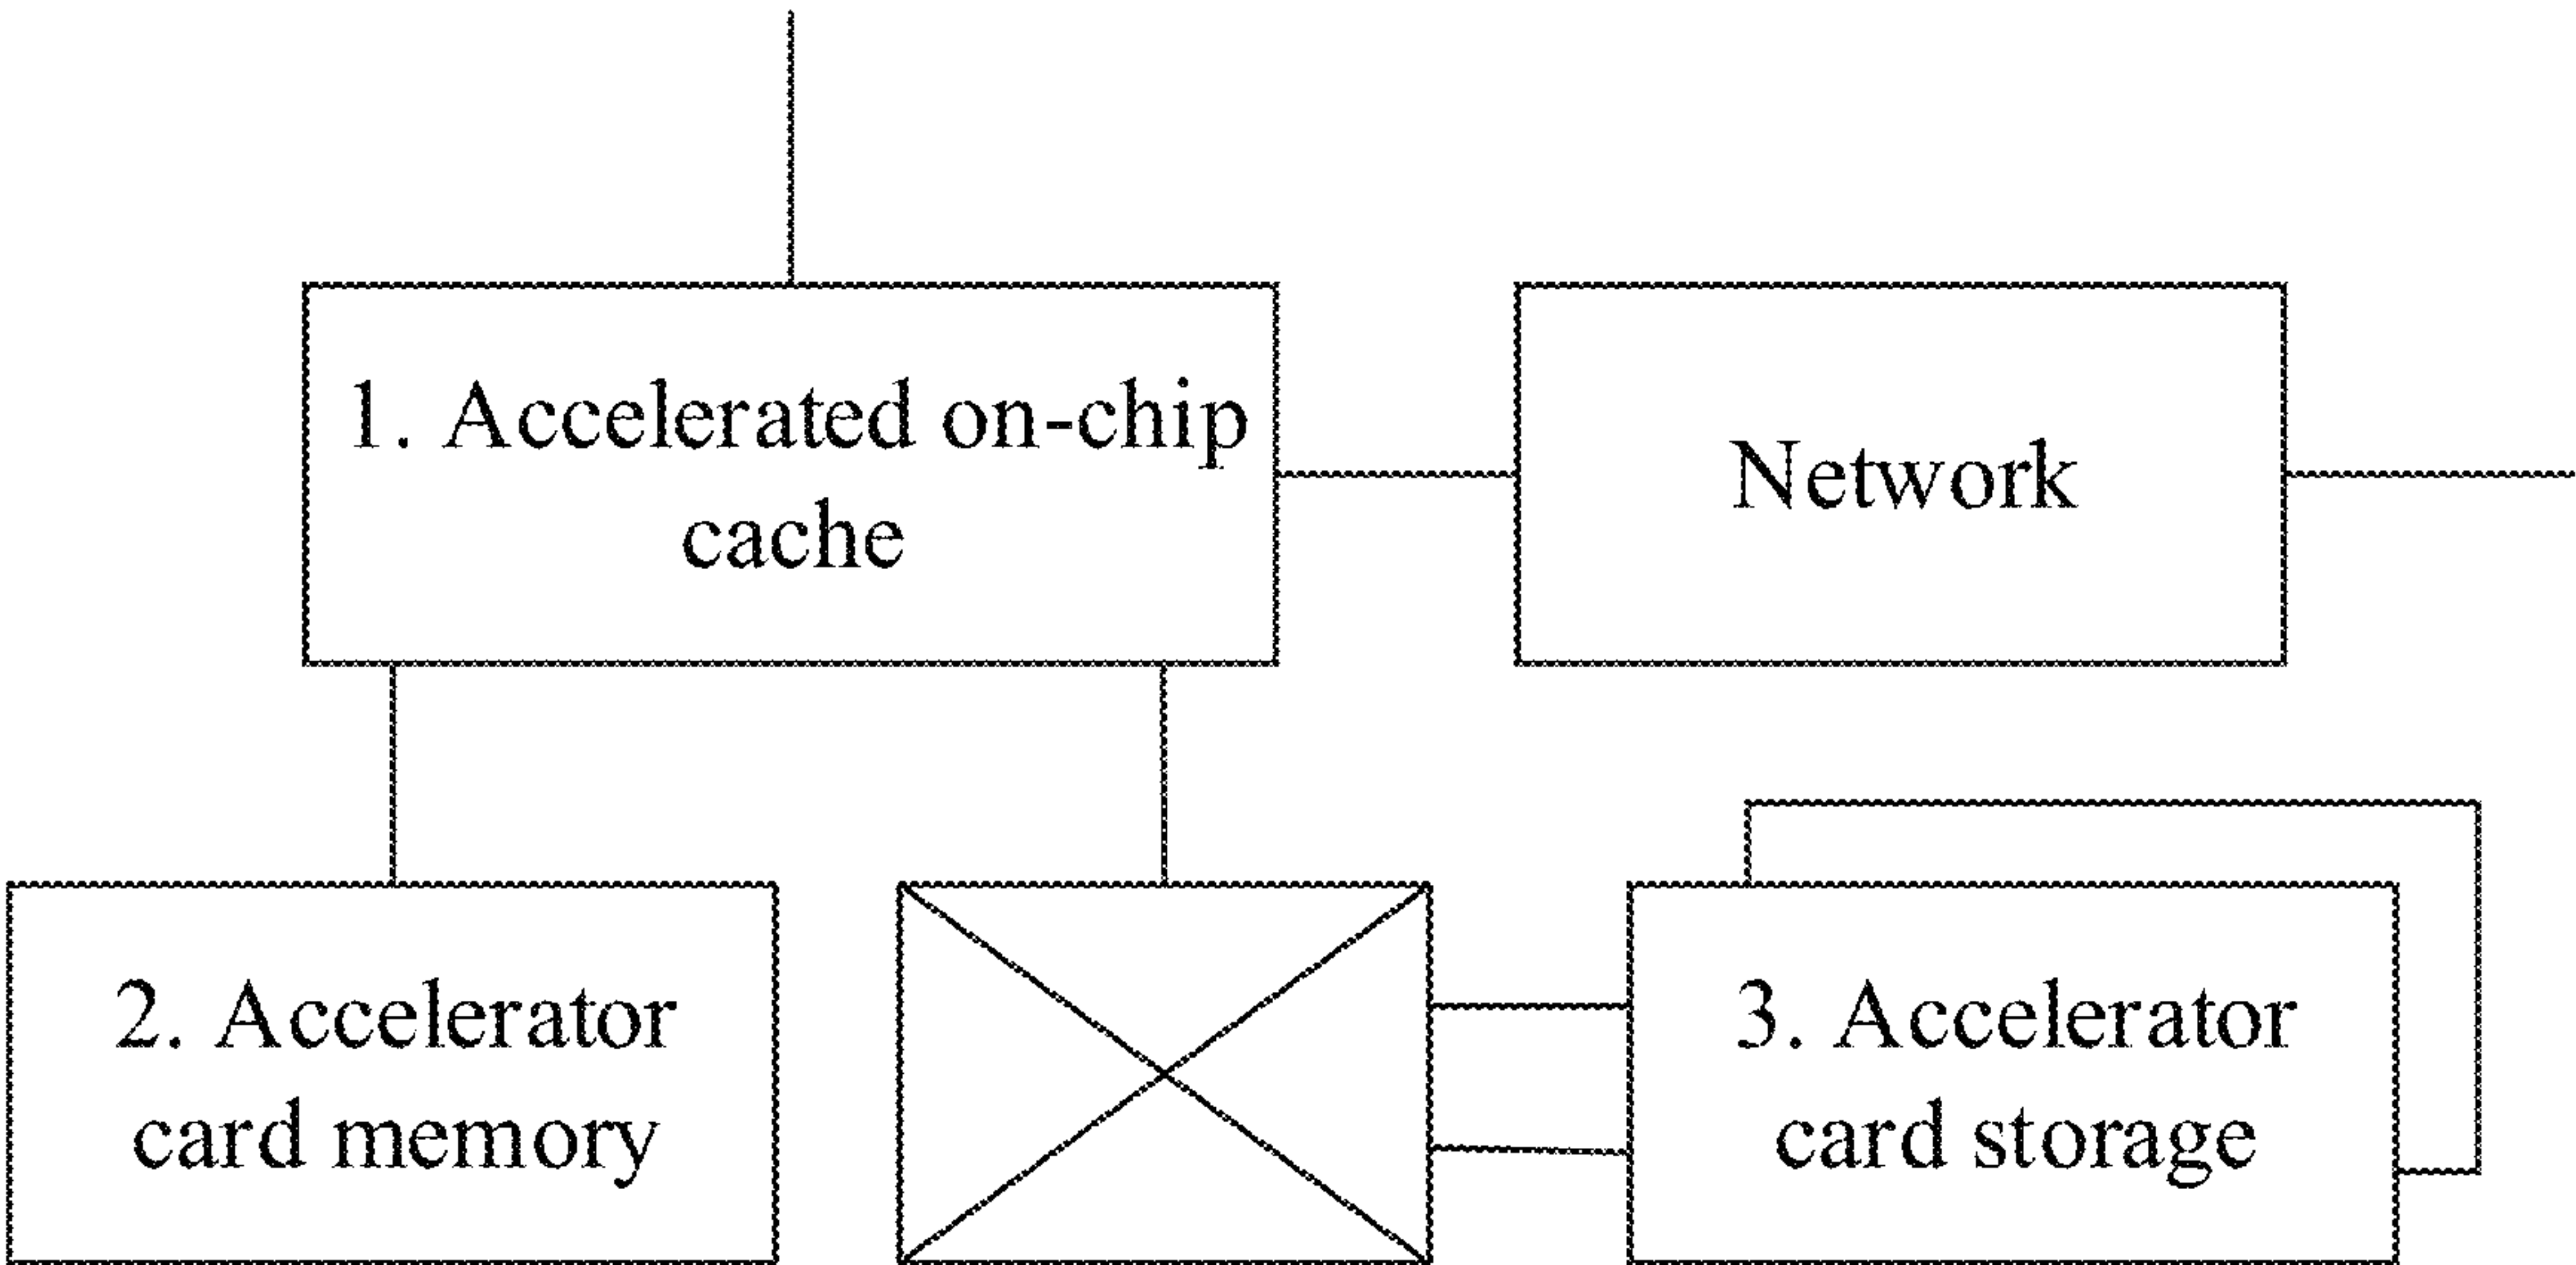 1. Accelerated on-chip
cache
Network
2. Accelerator
card memory
3. Accelerator
card storage